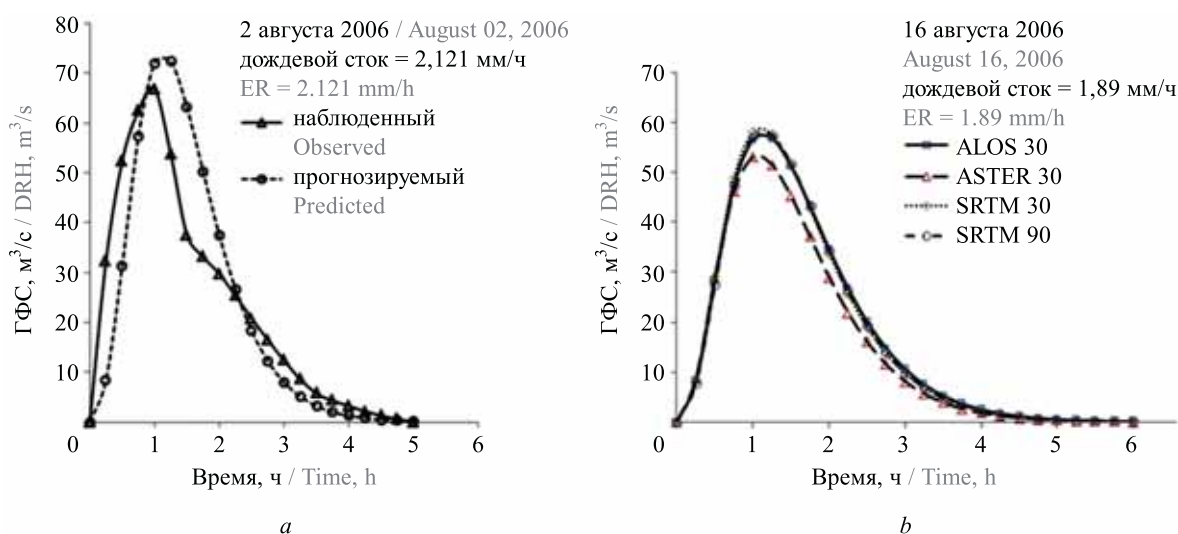 80
70
60
50
40
30
20
10
0
1
2
3
4
5
6
ГФС, м³/с / DRH, m³/s
Время, ч / Time, h
2 августа 2006 / August 02, 2006
дождевой сток = 2,121 мм/ч
ER = 2.121 mm/h
наблюденный
Observed
прогнозируемый
Predicted
a
70
60
50
40
30
20
10
0
1
2
3
4
5
6
ГФС, м³/с / DRH, m³/s
Время, ч / Time, h
16 августа 2006
August 16, 2006
дождевой сток = 1,89 мм/ч
ER = 1.89 mm/h
ALOS 30
ASTER 30
SRTM 30
SRTM 90
b